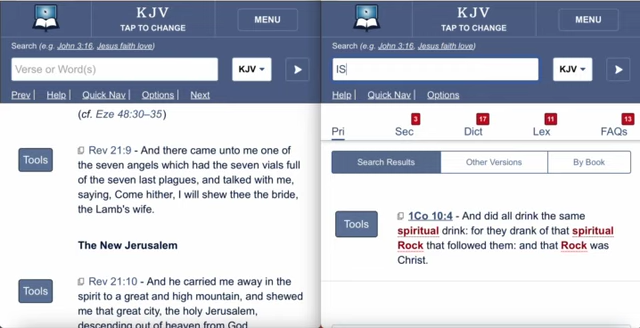 KJV
TAP TO CHANGE
MENU
Search (e.g. John 3:16, Jesus faith love)
Verse or Word(s)
KJV
Prev | Help | Quick Nav | Options | Next
(cf. Eze 48:30–35)
Tools
Rev 21:9 - And there came unto me one of
the seven angels which had the seven vials full
of the seven last plagues, and talked with me,
saying, Come hither, I will shew thee the bride,
the Lamb's wife.
The New Jerusalem
Tools
Rev 21:10 - And he carried me away in the
spirit to a great and high mountain, and shewed
me that great city, the holy Jerusalem,
descending out of heaven from God
KJV
TAP TO CHANGE
MENU
Search (e.g. John 3:16, Jesus faith love)
IS
KJV
Help | Quick Nav | Options
Pri
Sec 3
Dict 17
Lex 11
FAQs 13
Search Results
Other Versions
By Book
Tools
1Co 10:4 - And did all drink the same
spiritual drink: for they drank of that spiritual
Rock that followed them: and that Rock was
Christ.